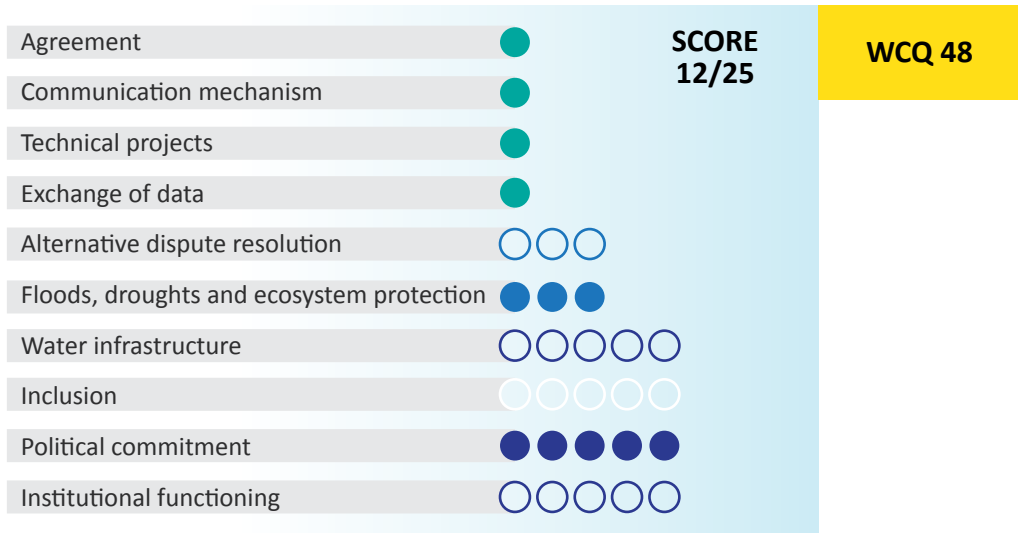 Agreement
Communication mechanism
Technical projects
Exchange of data
Alternative dispute resolution
Floods, droughts and ecosystem protection
Water infrastructure
Inclusion
Political commitment
Institutional functioning
SCORE
12/25
WCQ 48